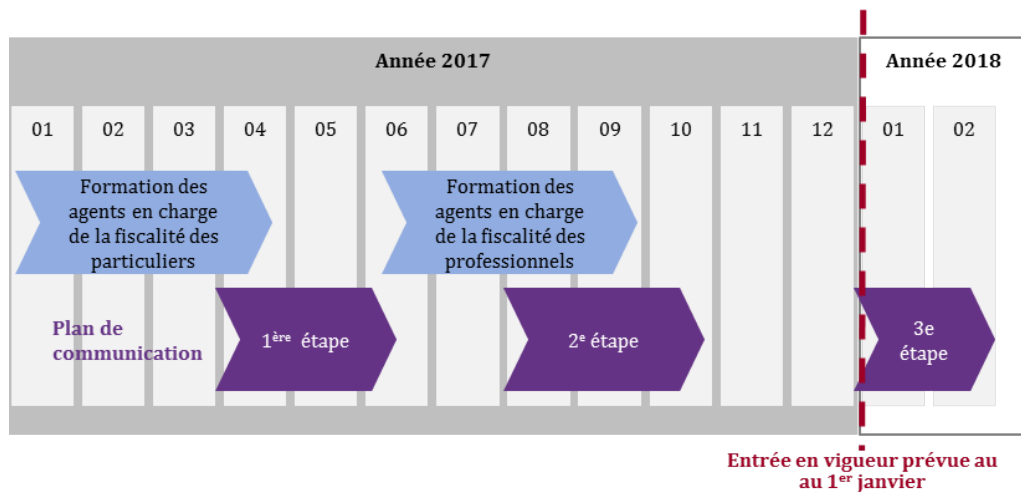 Année 2017
Année 2018
01 02 03 04 05 06 07 08 09 10 11 12 01 02
Formation des
agents en charge
de la fiscalité des
particuliers
Formation des
agents en charge
de la fiscalité des
professionnels
Plan de
communication
1ère étape
2e étape
3e
étape
Entrée en vigueur prévue au
au 1er janvier